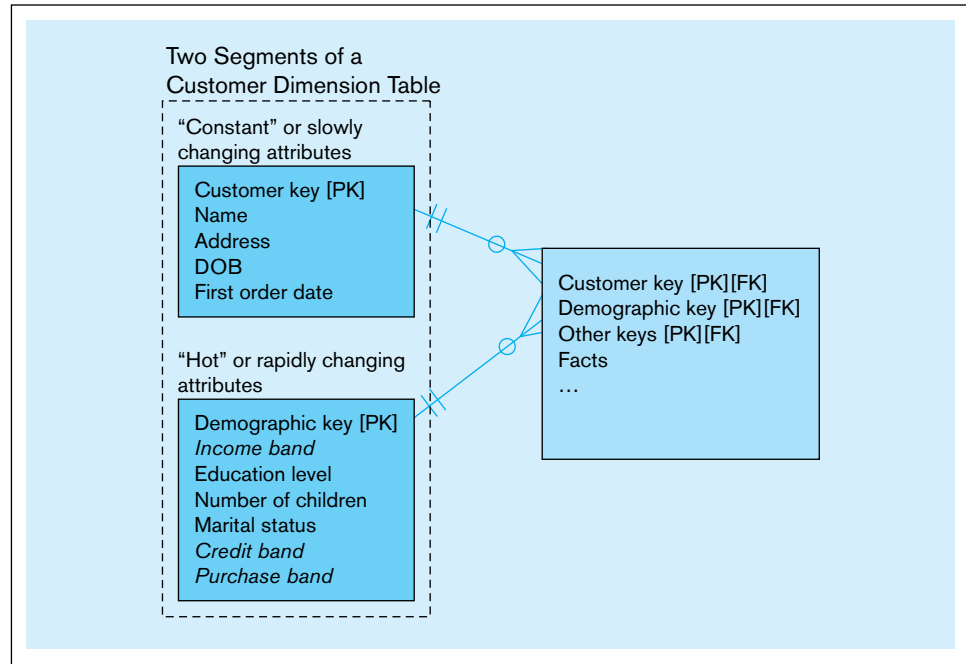 Two Segments of a
Customer Dimension Table
“Constant” or slowly
changing attributes
Customer key [PK]
Name
Address
DOB
First order date
“Hot” or rapidly changing
attributes
Demographic key [PK]
Income band
Education level
Number of children
Marital status
Credit band
Purchase band
Customer key [PK][FK]
Demographic key [PK][FK]
Other keys [PK][FK]
Facts
…